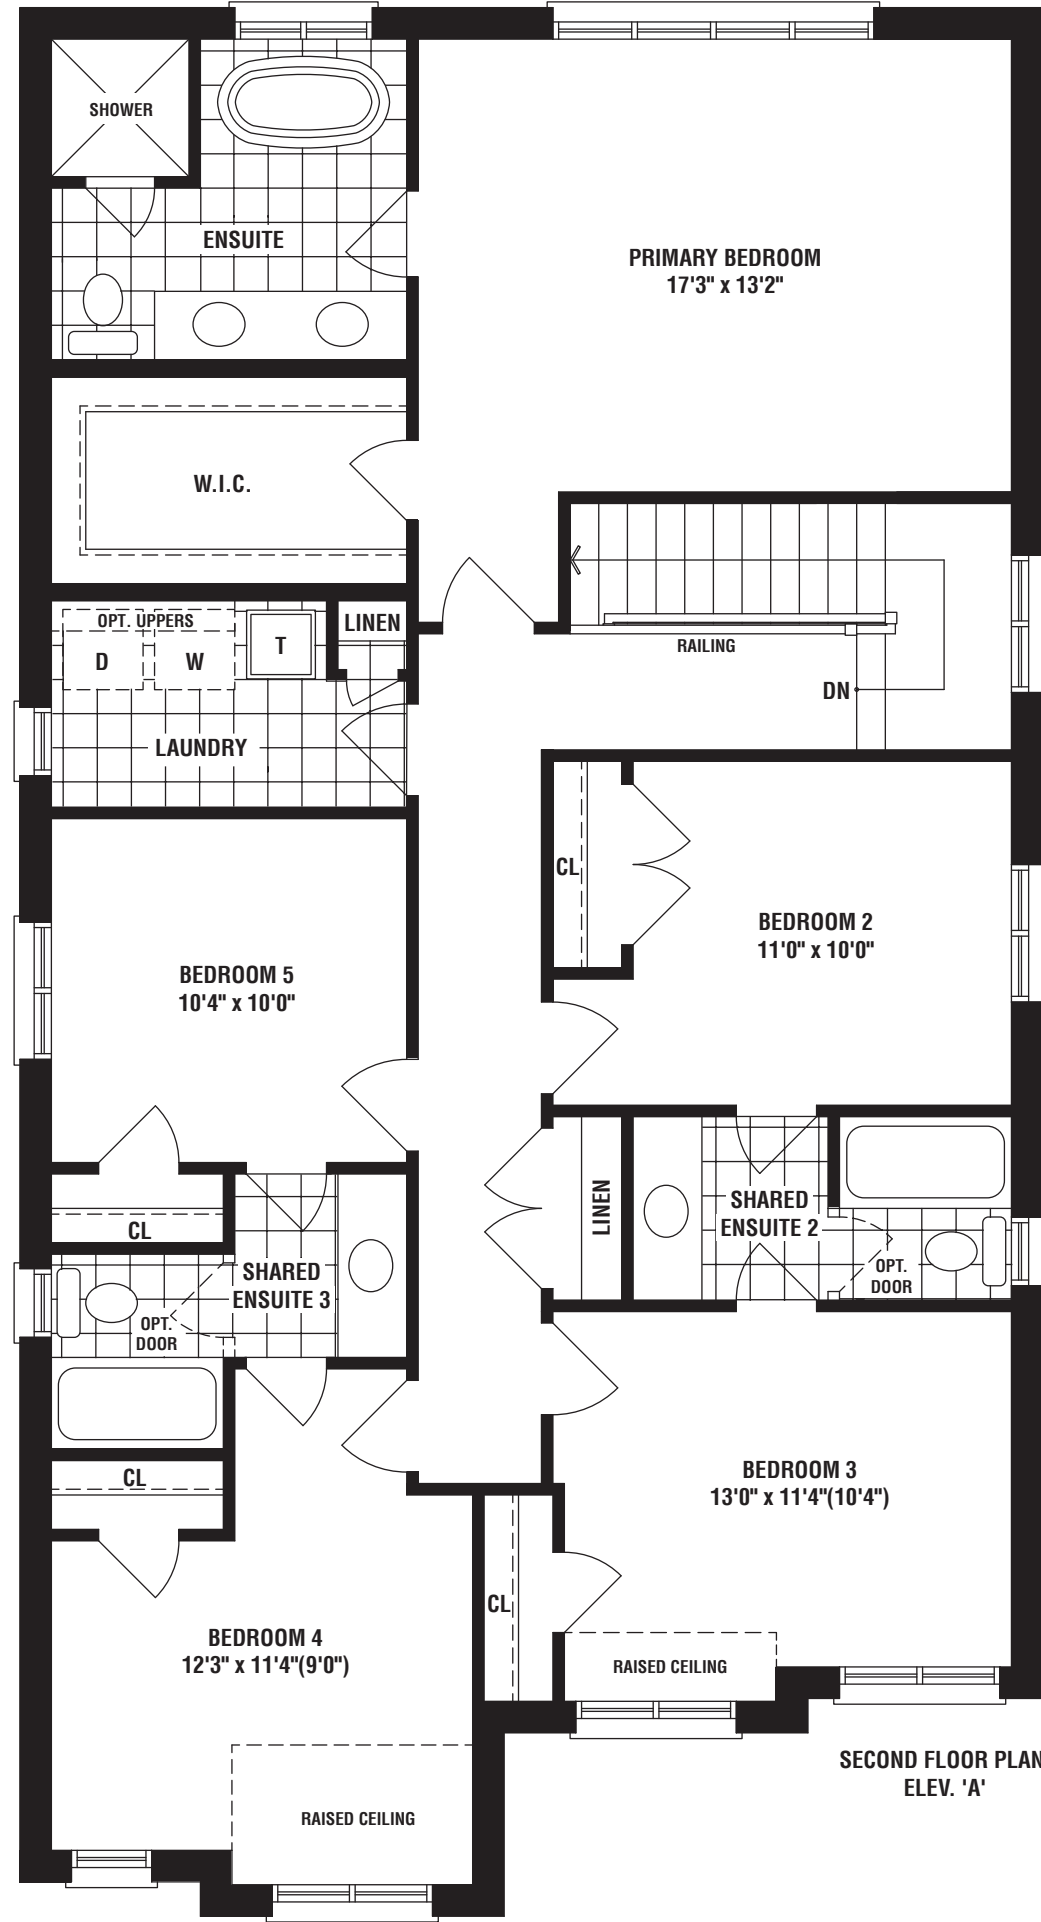 SHOWER
ENSUITE
PRIMARY BEDROOM
17'3" x 13'2"
W.I.C.
OPT. UPPERS
LINEN
D
W
T
RAILING
DN
LAUNDRY
CL
BEDROOM 2
11'0" x 10'0"
BEDROOM 5
10'4" x 10'0"
LINEN
SHARED
ENSUITE 2
OPT.
DOOR
CL
SHARED
ENSUITE 3
OPT.
DOOR
CL
BEDROOM 3
13'0" x 11'4"(10'4")
CL
BEDROOM 4
12'3" x 11'4"(9'0")
RAISED CEILING
SECOND FLOOR PLAN
ELEV. 'A'
RAISED CEILING